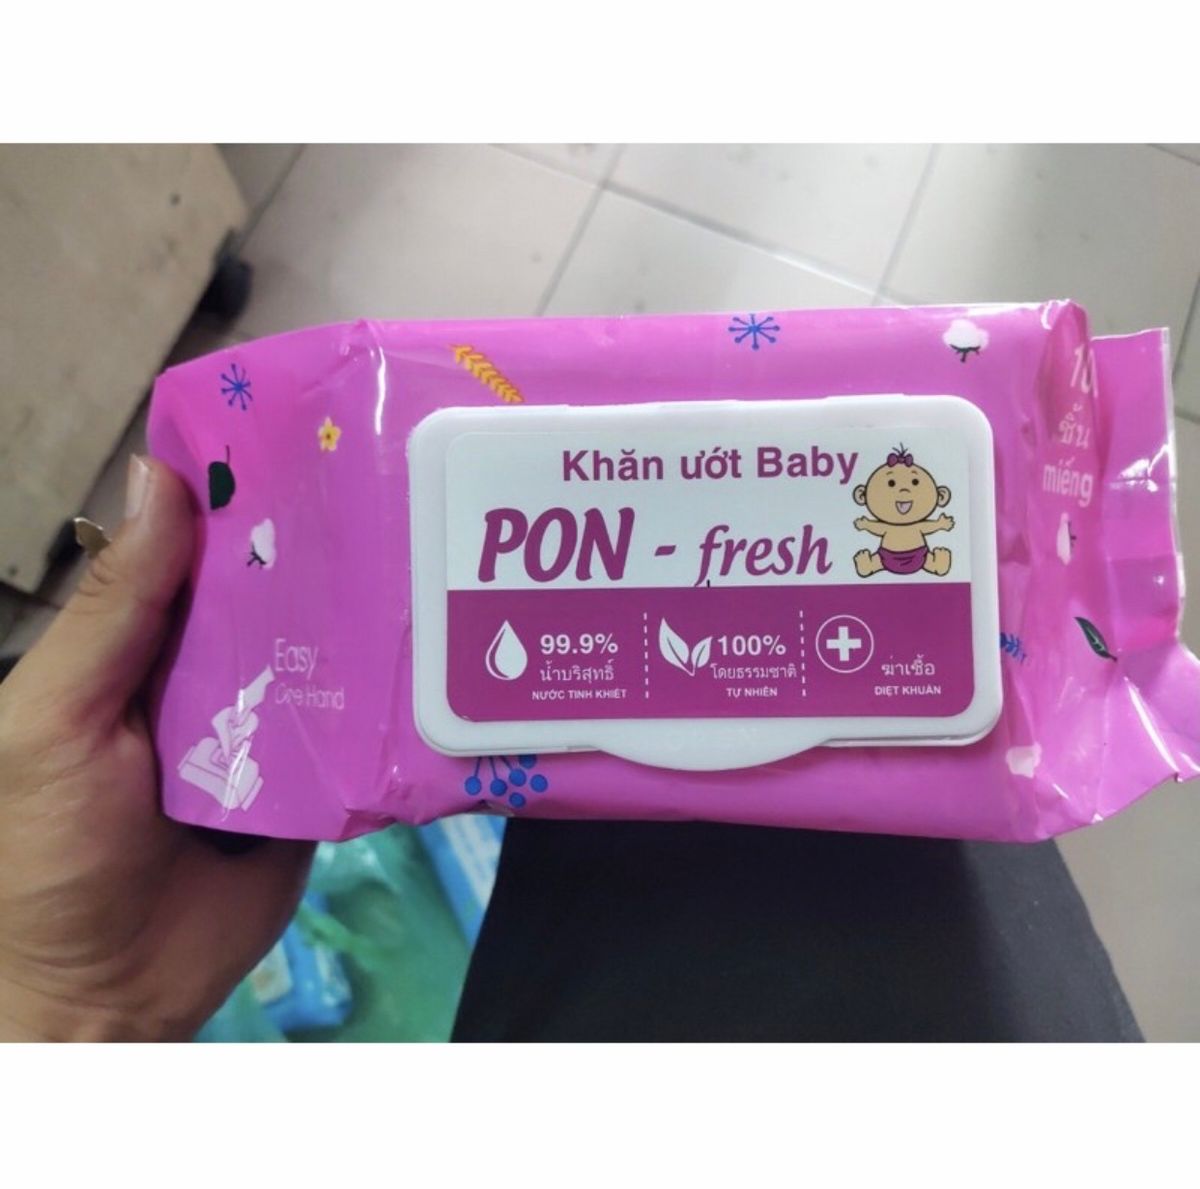 Khăn ướt Baby
PON - fresh
99.9%
น้ำบริสุทธิ์
NƯỚC TINH KHIẾT
100%
โดยธรรมชาติ
TỰ NHIÊN
ฆ่าเชื้อ
DIỆT KHUẨN
Easy
One Hand
ชิ้น
miếng
OPEN